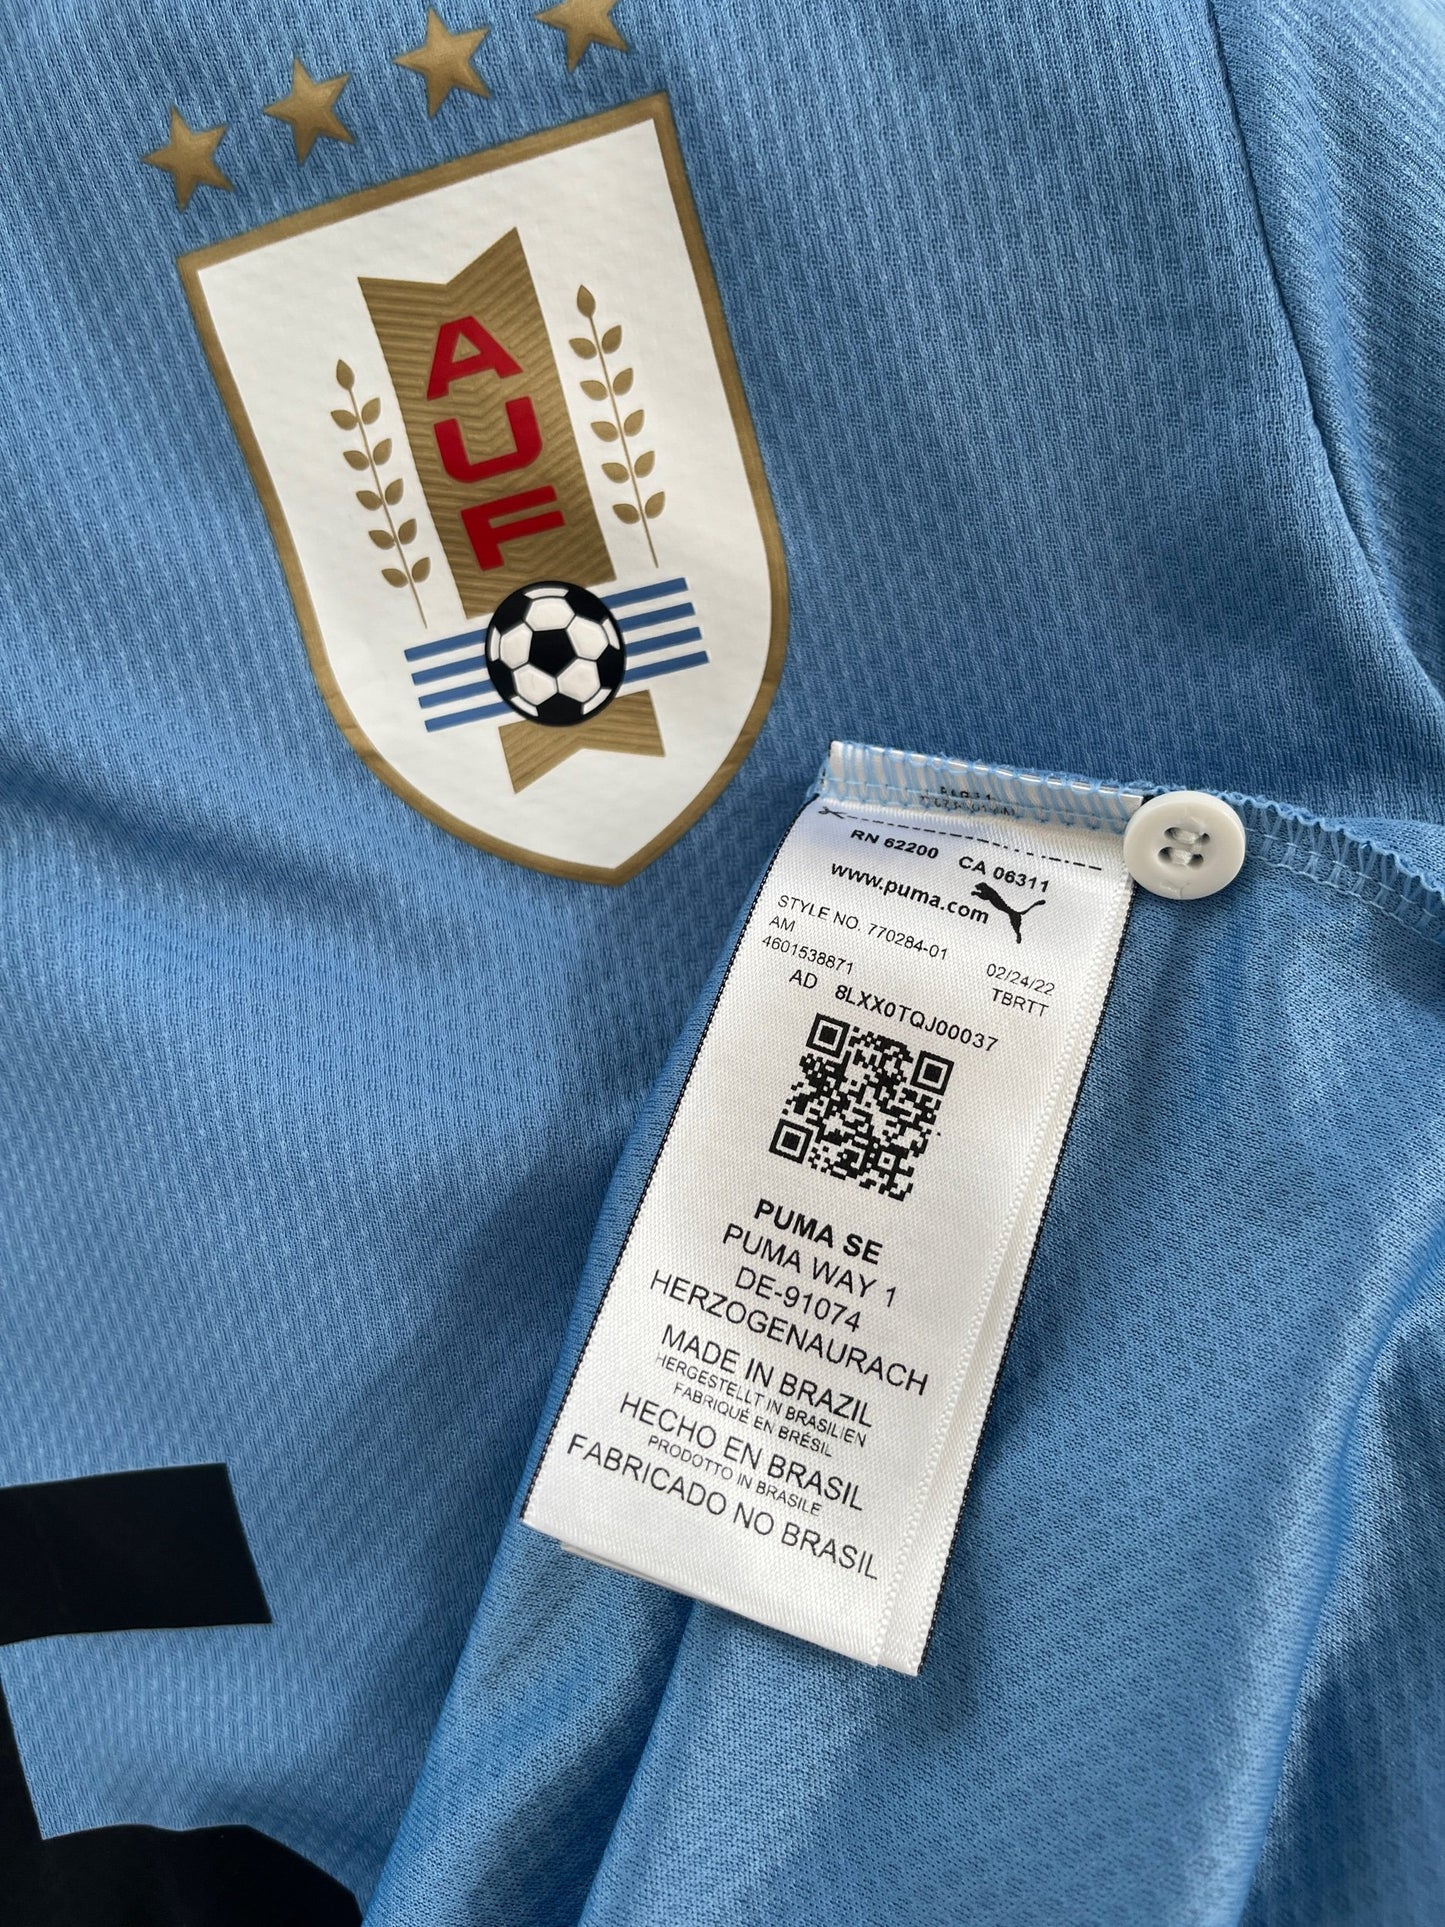 A
U
F
RN 62200 CA 06311
www.puma.com
STYLE NO. 770284-01
AM 02/24/22
4601538871 TBRTT
AD 8LXX0TQJ00037
PUMA SE
PUMA WAY 1
DE-91074
HERZOGENAURACH
MADE IN BRAZIL
HERGESTELLT IN BRASILIEN
FABRIQUÉ EN BRÉSIL
HECHO EN BRASIL
PRODOTTO IN BRASILE
FABRICADO NO BRASIL